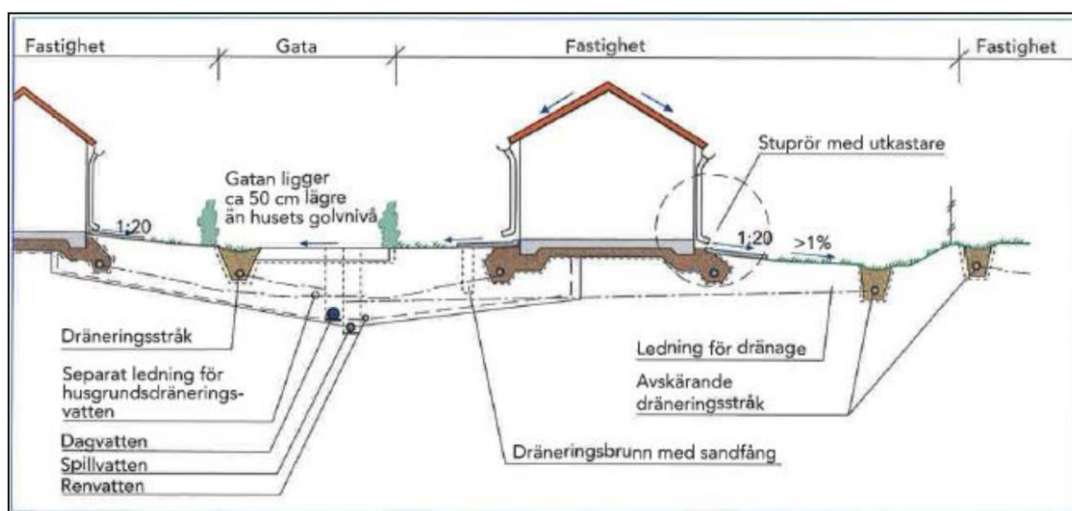 Fastighet
Gata
Fastighet
Fastighet
Stuprör med utkastare
Gatan ligger
ca 50 cm lägre
än husets golvnivå
1:20
1:20
>1%
Dräneringsstråk
Separat ledning för
husgrundsdränerings-
vatten
Dagvatten
Spillvatten
Renvatten
Ledning för dränage
Avskärande
dräneringsstråk
Dräneringsbrunn med sandfång